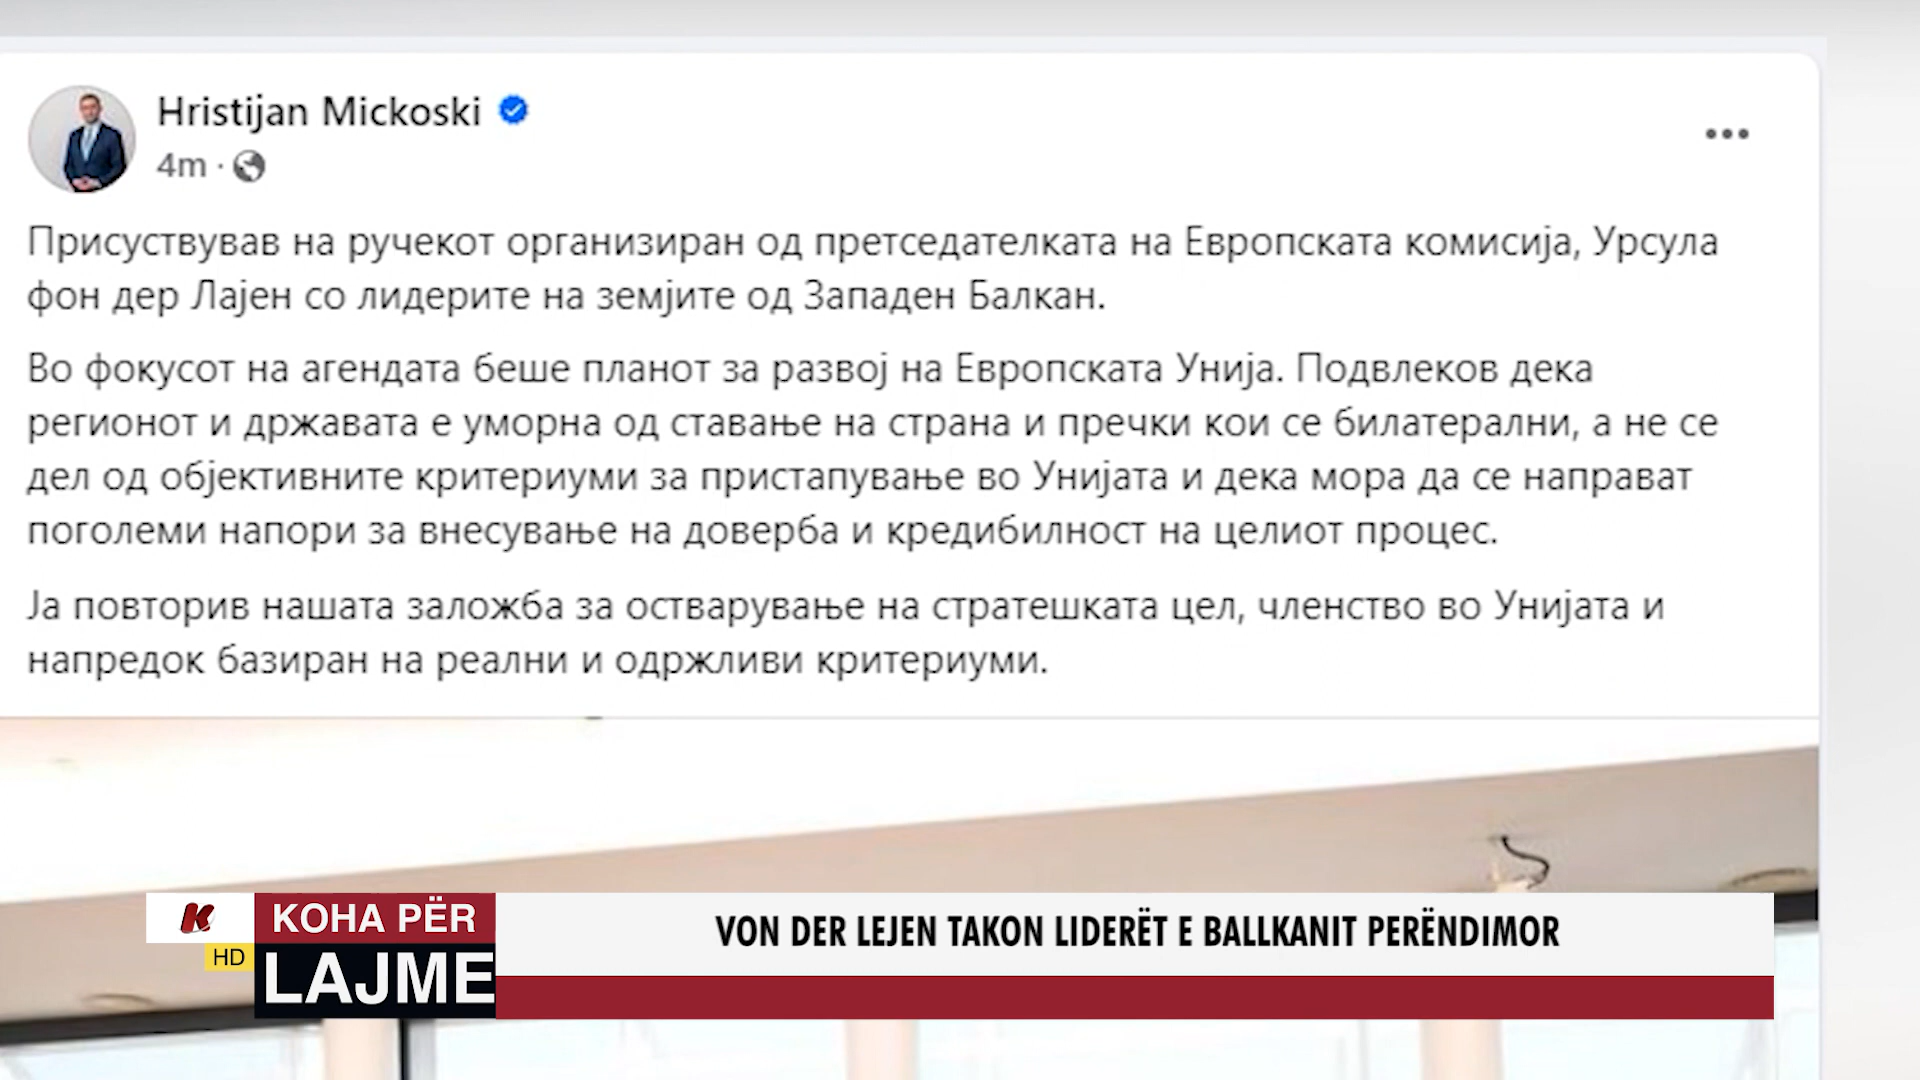 Hristijan Mickoski
4m ·
Присуствував на ручекот организиран од претседателката на Европската комисија, Урсула
фон дер Лајен со лидерите на земјите од Западен Балкан.
Во фокусот на агендата беше планот за развој на Европската Унија. Подвлеков дека
регионот и државата е уморна од ставање на страна и пречки кои се билатерални, а не се
дел од објективните критериуми за пристапување во Унијата и дека мора да се направат
поголеми напори за внесување на доверба и кредибилност на целиот процес.
Ја повторив нашата заложба за остварување на стратешката цел, членство во Унијата и
напредок базиран на реални и одржливи критериуми.
K
HD
KOHA PËR
LAJME
VON DER LEJEN TAKON LIDERËT E BALLKANIT PERËNDIMOR